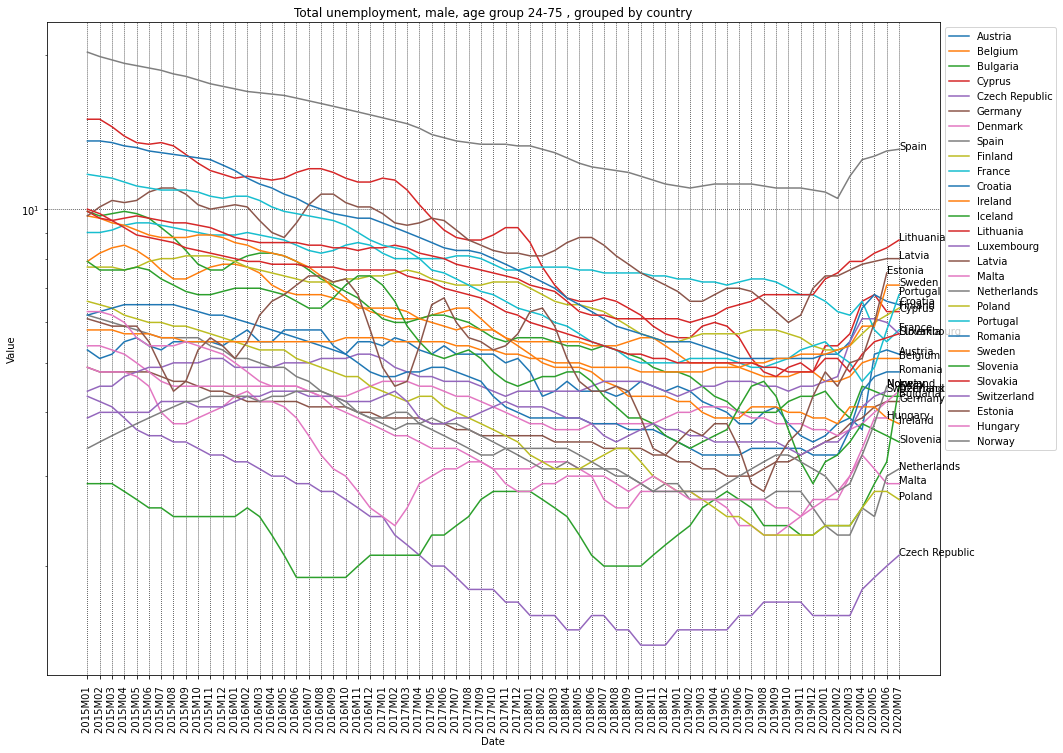 Total unemployment, male, age group 24-75 , grouped by country
Value
10¹
Spain
Lithuania
Latvia
Estonia
Sweden
Portugal
Croatia
Cyprus
France
Austria
Belgium
Romania
Norway
Bulgaria
Germany
Ireland
Hungary
Slovenia
Netherlands
Malta
Poland
Czech Republic
2015M01
2015M02
2015M03
2015M04
2015M05
2015M06
2015M07
2015M08
2015M09
2015M10
2015M11
2015M12
2016M01
2016M02
2016M03
2016M04
2016M05
2016M06
2016M07
2016M08
2016M09
2016M10
2016M11
2016M12
2017M01
2017M02
2017M03
2017M04
2017M05
2017M06
2017M07
2017M08
2017M09
2017M10
2017M11
2017M12
2018M01
2018M02
2018M03
2018M04
2018M05
2018M06
2018M07
2018M08
2018M09
2018M10
2018M11
2018M12
2019M01
2019M02
2019M03
2019M04
2019M05
2019M06
2019M07
2019M08
2019M09
2019M10
2019M11
2019M12
2020M01
2020M02
2020M03
2020M04
2020M05
2020M06
2020M07
Date
Austria
Belgium
Bulgaria
Cyprus
Czech Republic
Germany
Denmark
Spain
Finland
France
Croatia
Ireland
Iceland
Lithuania
Luxembourg
Latvia
Malta
Netherlands
Poland
Portugal
Romania
Sweden
Slovenia
Slovakia
Switzerland
Estonia
Hungary
Norway